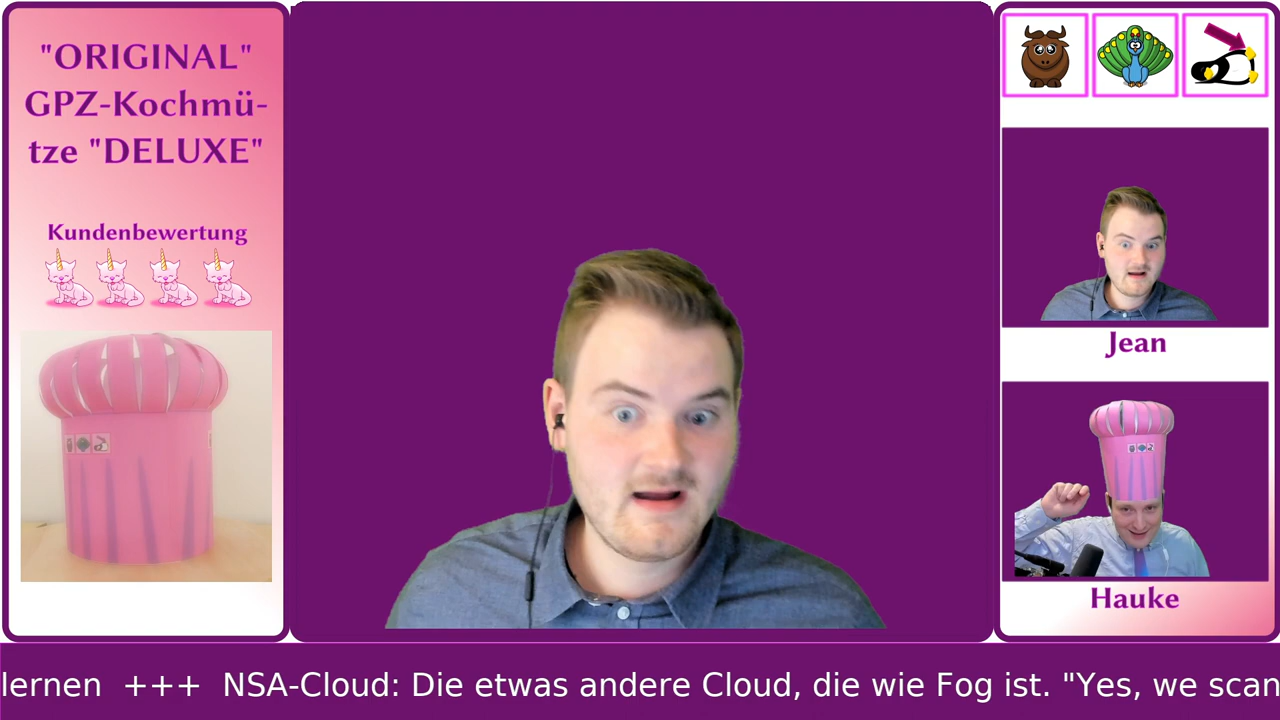 "ORIGINAL"
GPZ-Kochmü-
tze "DELUXE"
Kundenbewertung
Jean
Hauke
lernen +++ NSA-Cloud: Die etwas andere Cloud, die wie Fog ist. "Yes, we scan